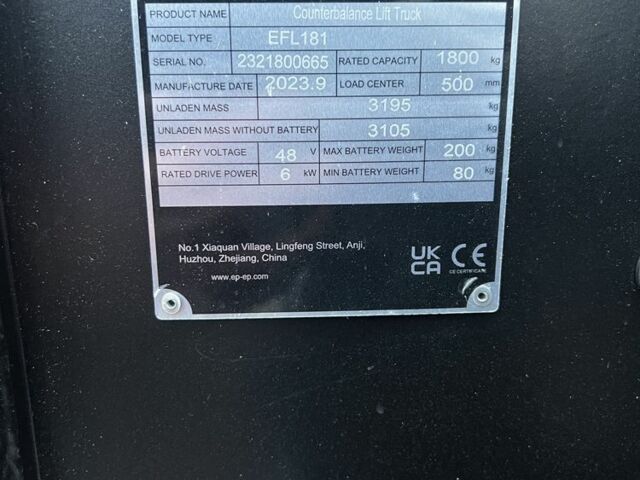 PRODUCT NAME Counterbalance Lift Truck
MODEL TYPE EFL181
SERIAL NO. 2321800665 RATED CAPACITY 1800 kg
MANUFACTURE DATE 2023.9 LOAD CENTER 500 mm
UNLADEN MASS 3195 kg
UNLADEN MASS WITHOUT BATTERY 3105 kg
BATTERY VOLTAGE 48 V MAX BATTERY WEIGHT 200 kg
RATED DRIVE POWER 6 kW MIN BATTERY WEIGHT 80 kg
No.1 Xiaquan Village, Lingfeng Street, Anji,
Huzhou, Zhejiang, China
www.ep-ep.com
UK CA CE
CE CERTIFICATE